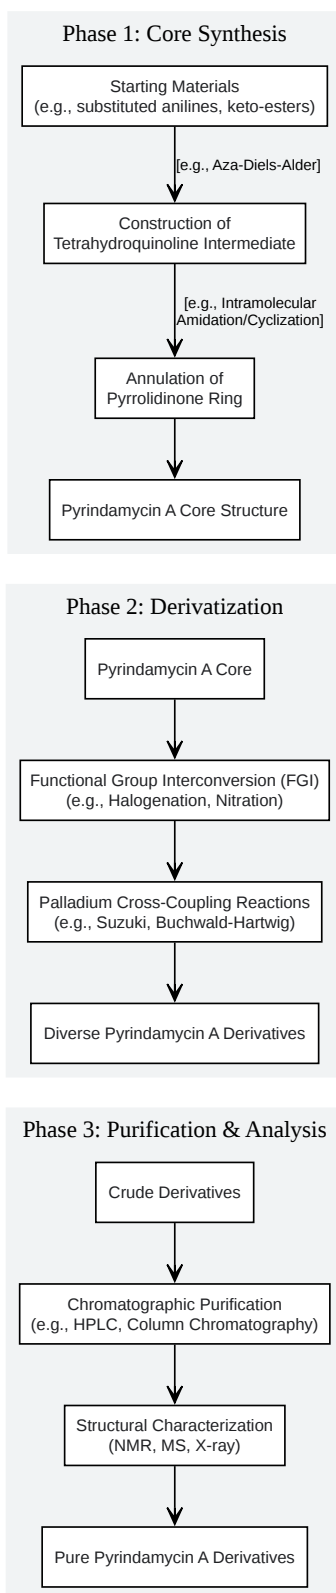 Phase 1: Core Synthesis
Starting Materials
(e.g., substituted anilines, keto-esters)
[e.g., Aza-Diels-Alder]
Construction of
Tetrahydroquinoline Intermediate
[e.g., Intramolecular
Amidation/Cyclization]
Annulation of
Pyrrolidinone Ring
Pyrindamycin A Core Structure
Phase 2: Derivatization
Pyrindamycin A Core
Functional Group Interconversion (FGI)
(e.g., Halogenation, Nitration)
Palladium Cross-Coupling Reactions
(e.g., Suzuki, Buchwald-Hartwig)
Diverse Pyrindamycin A Derivatives
Phase 3: Purification & Analysis
Crude Derivatives
Chromatographic Purification
(e.g., HPLC, Column Chromatography)
Structural Characterization
(NMR, MS, X-ray)
Pure Pyrindamycin A Derivatives